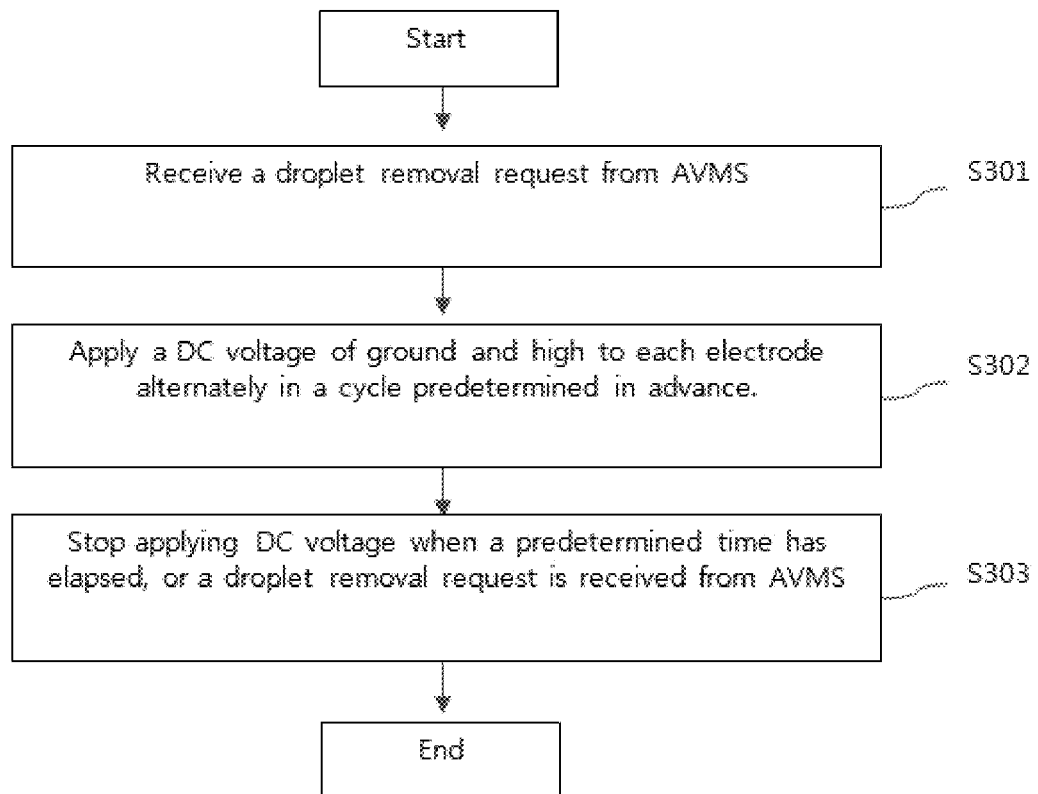 Start
Receive a droplet removal request from AVMS
S301
Apply a DC voltage of ground and high to each electrode
alternately in a cycle predetermined in advance.
S302
Stop applying DC voltage when a predetermined time has
elapsed, or a droplet removal request is received from AVMS
S303
End